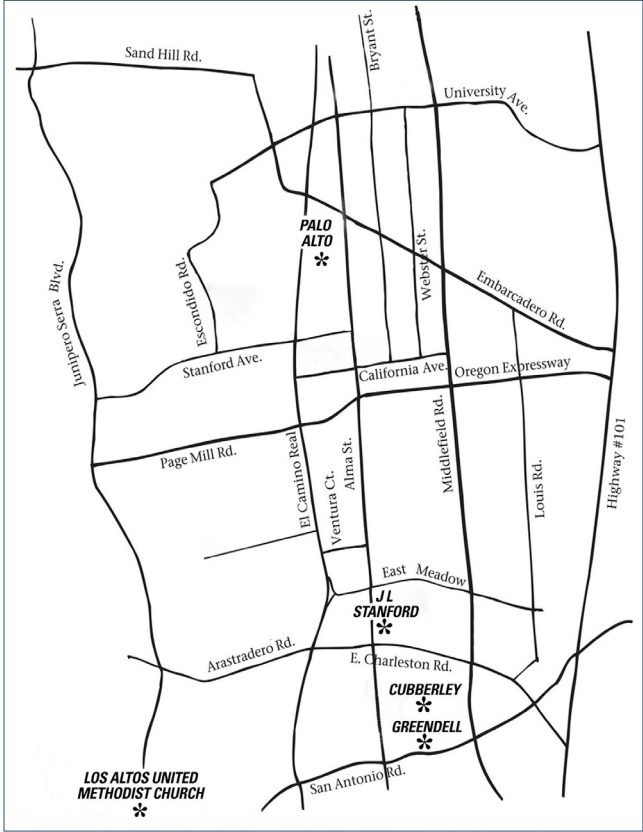 Bryant St.
Sand Hill Rd.
University Ave.
PALO
ALTO
Webster St.
Escondido Rd.
Junipero Serra Blvd.
Embarcadero Rd.
Stanford Ave.
California Ave.
Oregon Expressway
Page Mill Rd.
El Camino Real
Ventura Ct.
Alma St.
Middlefield Rd.
Louis Rd.
Highway #101
East Meadow
J L
STANFORD
Arastradero Rd.
E. Charleston Rd.
CUBBERLEY
GREENDELL
San Antonio Rd.
LOS ALTOS UNITED
METHODIST CHURCH